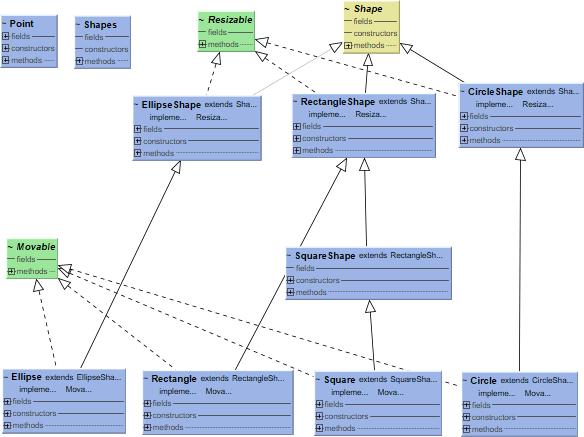 ~ Point
fields
constructors
methods
~ Shapes
fields
constructors
methods
~ Resizable
fields
methods
~ Shape
fields
constructors
methods
~ EllipseShape extends Sha...
impleme... Resiza...
fields
constructors
methods
~ RectangleShape extends Sha...
impleme... Resiza...
fields
constructors
methods
~ CircleShape extends Sha...
impleme... Resiza...
fields
constructors
methods
~ Movable
fields
methods
~ SquareShape extends RectangleSh...
fields
constructors
methods
~ Ellipse extends EllipseSha...
impleme... Mova...
fields
constructors
methods
~ Rectangle extends RectangleSh...
impleme... Mova...
fields
constructors
methods
~ Square extends SquareSha...
impleme... Mova...
fields
constructors
methods
~ Circle extends CircleSha...
impleme... Mova...
fields
constructors
methods